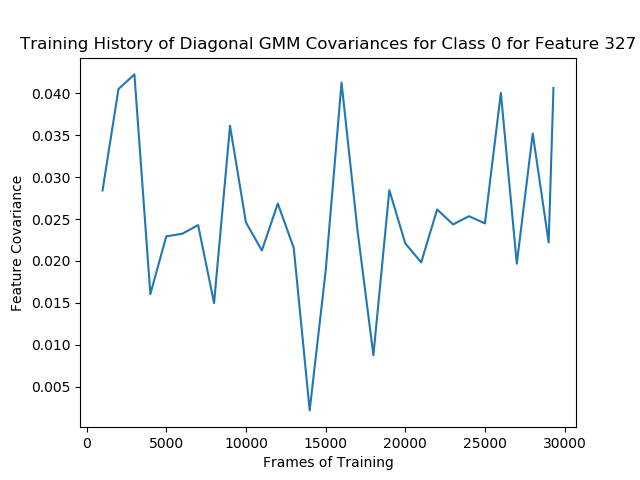 Training History of Diagonal GMM Covariances for Class 0 for Feature 327
0.040
0.035
0.030
0.025
0.020
0.015
0.010
0.005
Feature Covariance
0 5000 10000 15000 20000 25000 30000
Frames of Training